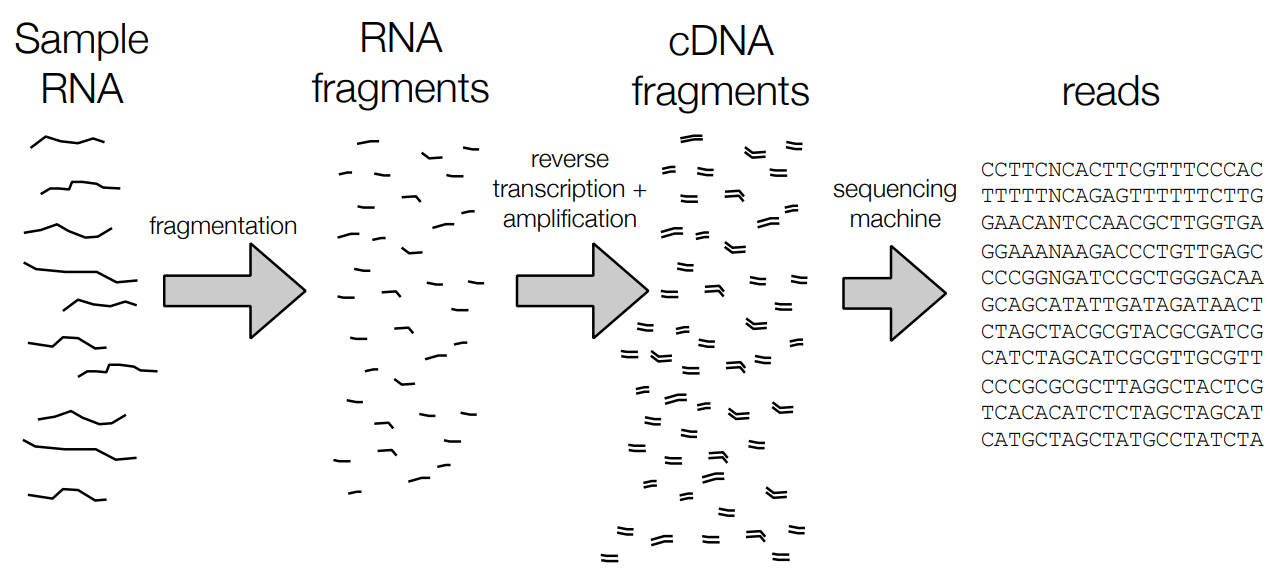 Sample
RNA
RNA
fragments
cDNA
fragments
reads
fragmentation
reverse
transcription +
amplification
sequencing
machine
CCTTCNCACTTCGTTTCCCAC
TTTTTNCAGAGTTTTTTCTTG
GAACANTCCAACGCTTGGTGA
GGAAANAAGACCCTGTTGAGC
CCCGGNGATCCGCTGGGACAA
GCAGCATATTGATAGATAACT
CTAGCTACGCGTACGCGATCG
CATCTAGCATCGCGTTGCGTT
CCCGCGCGCTTAGGCTACTCG
TCACACATCTCTAGCTAGCAT
CATGCTAGCTATGCCTATCTA